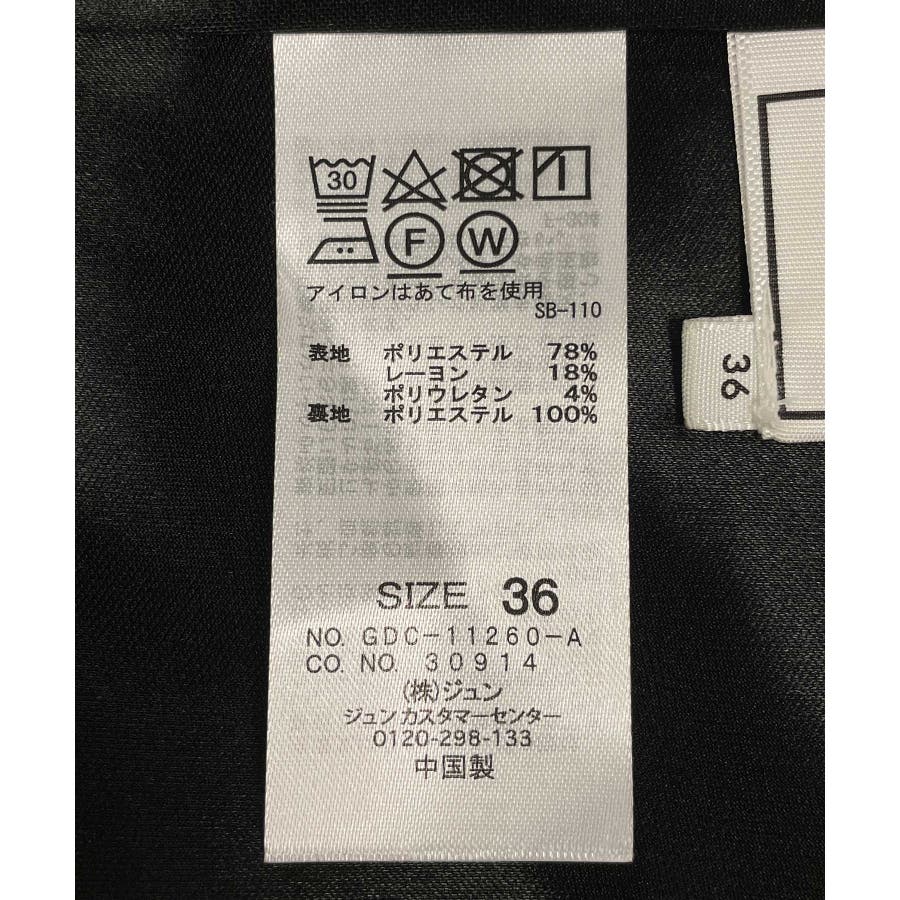 30
F W
アイロンはあて布を使用
SB-110
表地 ポリエステル 78%
レーヨン 18%
ポリウレタン 4%
裏地 ポリエステル 100%
SIZE 36
NO. GDC-11260-A
CO. NO. 30914
(株)ジュン
ジュン カスタマーセンター
0120-298-133
中国製
36